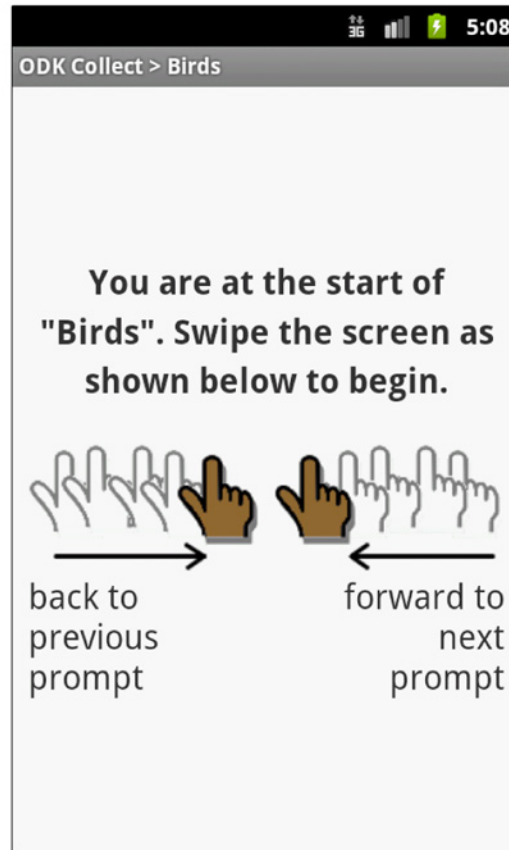 3G 5:08
ODK Collect > Birds
You are at the start of
"Birds". Swipe the screen as
shown below to begin.
back to
previous
prompt
forward to
next
prompt